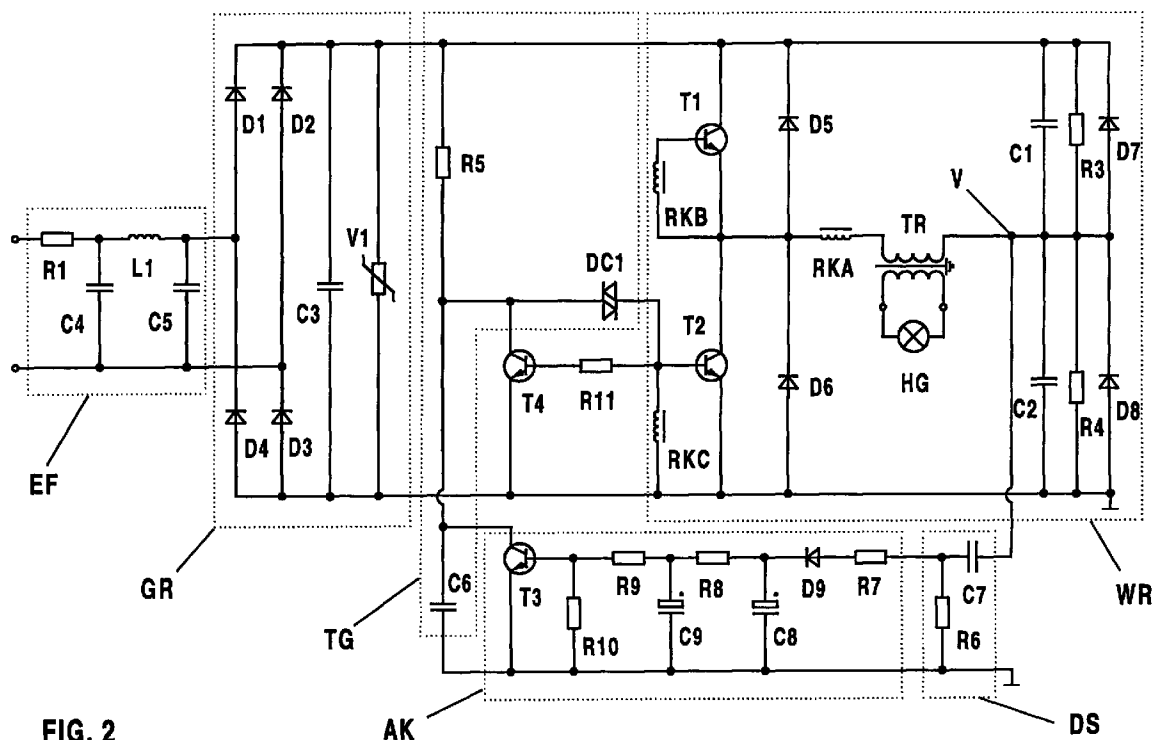 T1
D1
D2
D5
C1
R3
D7
R5
RKB
V
TR
R1
L1
V1
DC1
RKA
C4
C5
C3
T2
HG
T4
R11
D6
C2
R4
D8
D4
D3
RKC
EF
GR
TG
C6
T3
R9
R8
D9
R7
C7
WR
R10
C9
C8
R6
FIG. 2
AK
DS